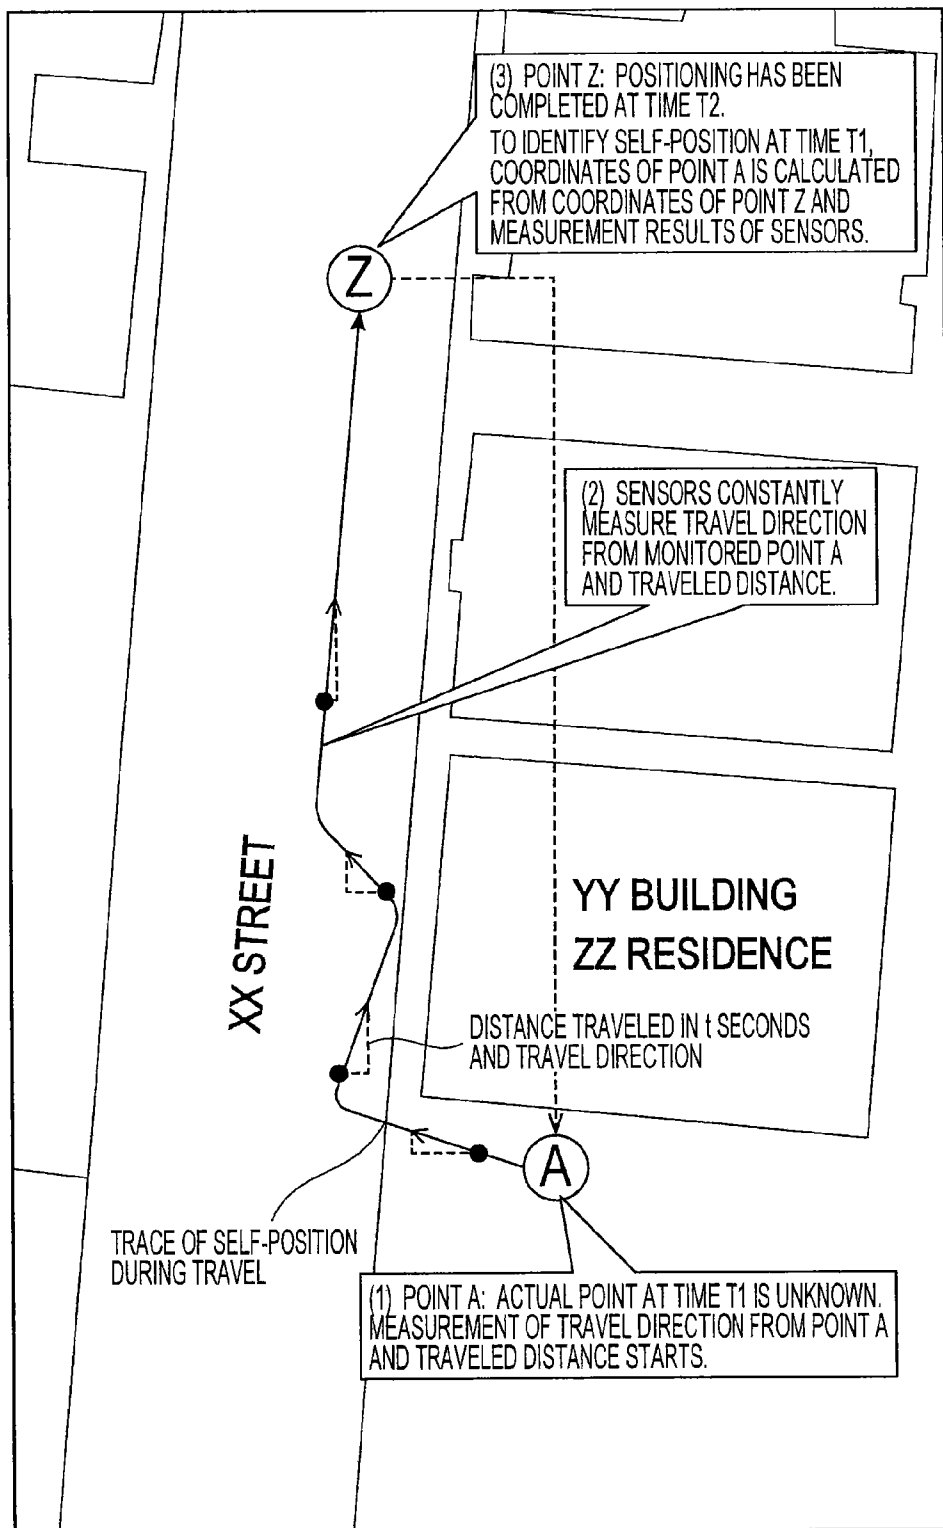 (3) POINT Z: POSITIONING HAS BEEN
COMPLETED AT TIME T2.
TO IDENTIFY SELF-POSITION AT TIME T1,
COORDINATES OF POINT A IS CALCULATED
FROM COORDINATES OF POINT Z AND
MEASUREMENT RESULTS OF SENSORS.
Z
(2) SENSORS CONSTANTLY
MEASURE TRAVEL DIRECTION
FROM MONITORED POINT A
AND TRAVELED DISTANCE.
XX STREET
YY BUILDING
ZZ RESIDENCE
DISTANCE TRAVELED IN t SECONDS
AND TRAVEL DIRECTION
A
TRACE OF SELF-POSITION
DURING TRAVEL
(1) POINT A: ACTUAL POINT AT TIME T1 IS UNKNOWN.
MEASUREMENT OF TRAVEL DIRECTION FROM POINT A
AND TRAVELED DISTANCE STARTS.